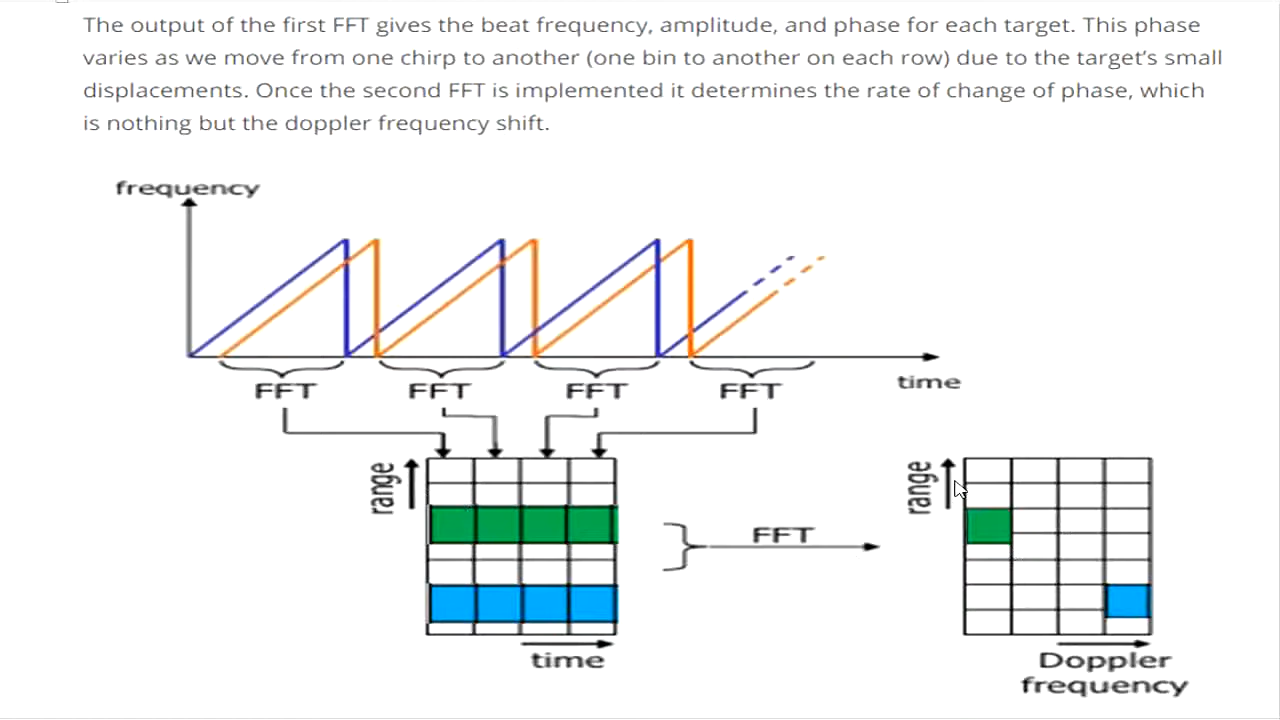 The output of the first FFT gives the beat frequency, amplitude, and phase for each target. This phase
varies as we move from one chirp to another (one bin to another on each row) due to the target's small
displacements. Once the second FFT is implemented it determines the rate of change of phase, which
is nothing but the doppler frequency shift.
frequency
time
FFT FFT FFT FFT
range
range
FFT
time
Doppler
frequency